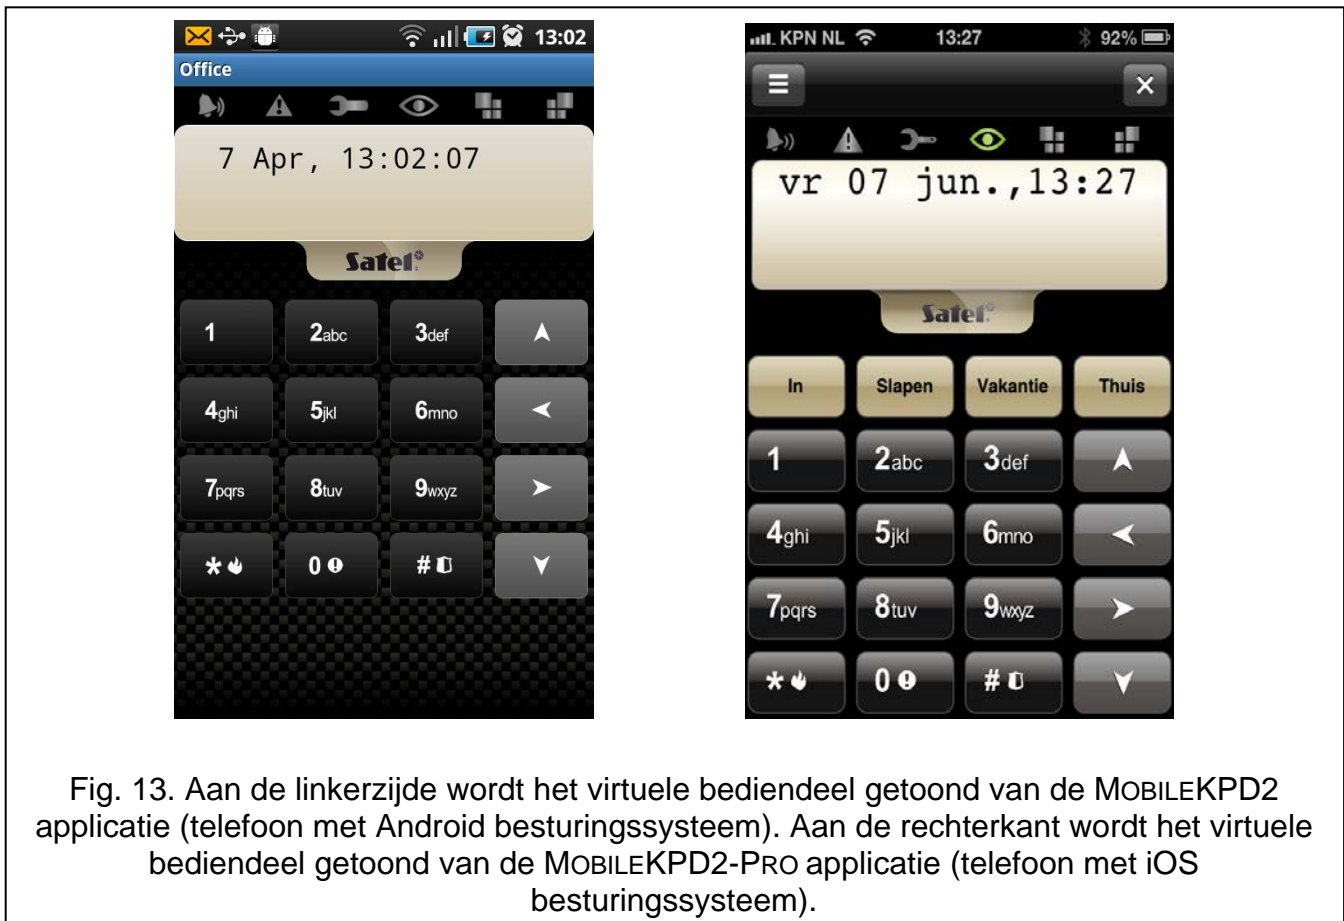 13:02
Office
7 Apr, 13:02:07
Satel
1 2abc 3def
4ghi 5jkl 6mno
7pqrs 8tuv 9wxyz
* 0 #
KPN NL 13:27 92%
vr 07 jun.,13:27
Satel
In Slapen Vakantie Thuis
1 2abc 3def
4ghi 5jkl 6mno
7pqrs 8tuv 9wxyz
* 0 #
Fig. 13. Aan de linkerzijde wordt het virtuele bediendeel getoond van de MOBILEKPD2
applicatie (telefoon met Android besturingssysteem). Aan de rechterkant wordt het virtuele
bediendeel getoond van de MOBILEKPD2-PRO applicatie (telefoon met iOS
besturingssysteem).